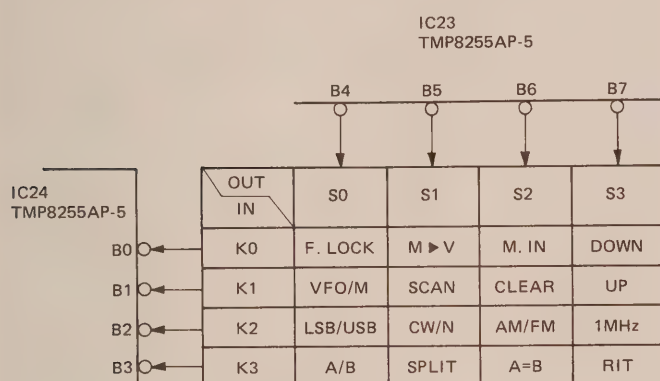 IC23
TMP8255AP-5
B4 B5 B6 B7
IC24
TMP8255AP-5
OUT
IN
S0 S1 S2 S3
B0 K0 F. LOCK M ▶ V M. IN DOWN
B1 K1 VFO/M SCAN CLEAR UP
B2 K2 LSB/USB CW/N AM/FM 1MHz
B3 K3 A/B SPLIT A=B RIT